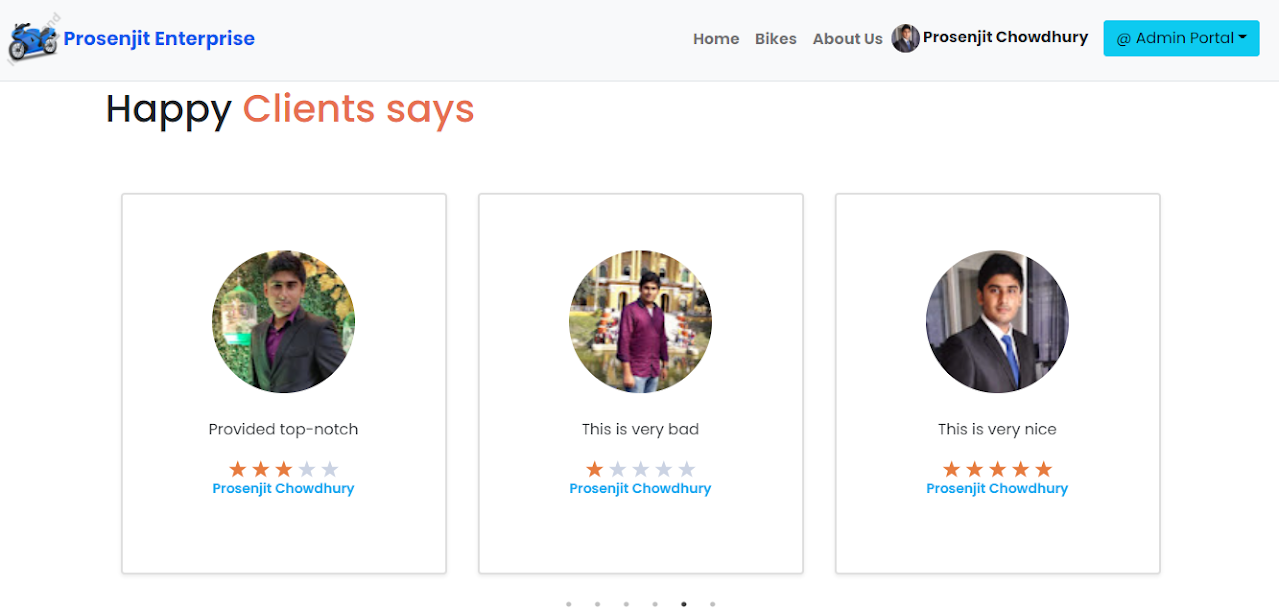 Prosenjit Enterprise
Home Bikes About Us Prosenjit Chowdhury @ Admin Portal
Happy Clients says
Provided top-notch
Prosenjit Chowdhury
This is very bad
Prosenjit Chowdhury
This is very nice
Prosenjit Chowdhury